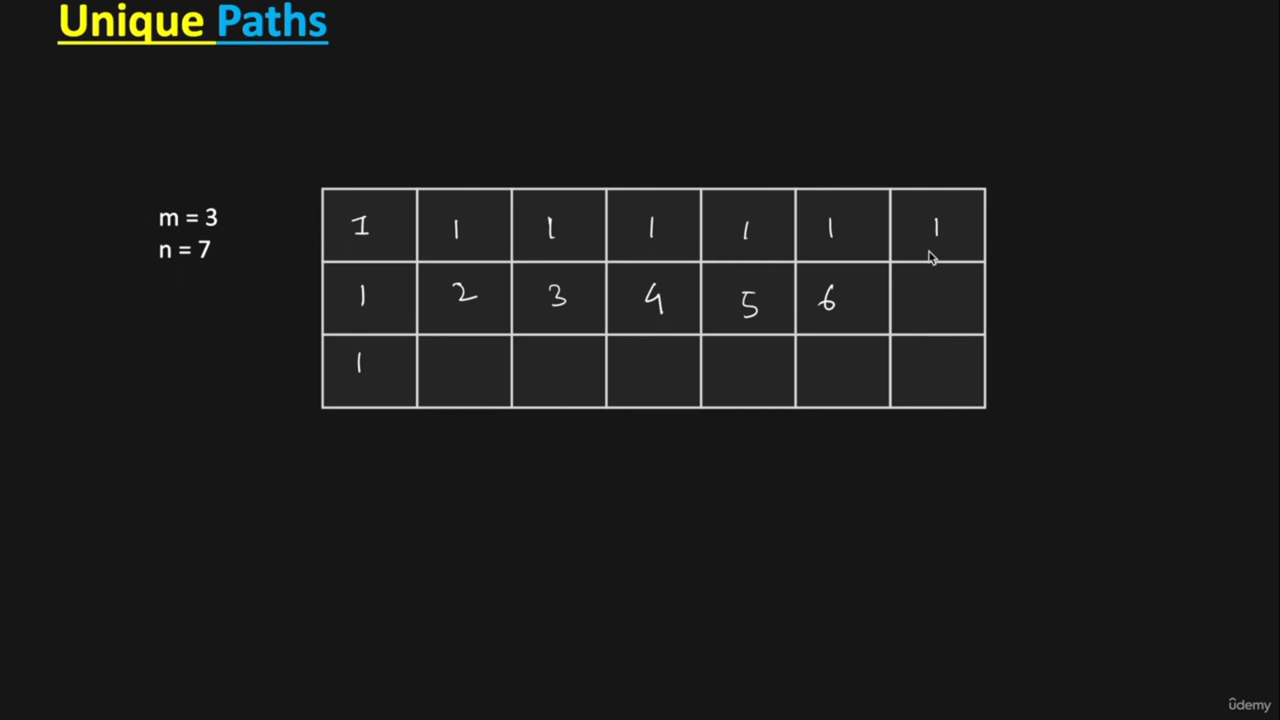 Unique Paths
m = 3
n = 7
1 1 1 1 1 1 1
1 2 3 4 5 6
1
ûdemy